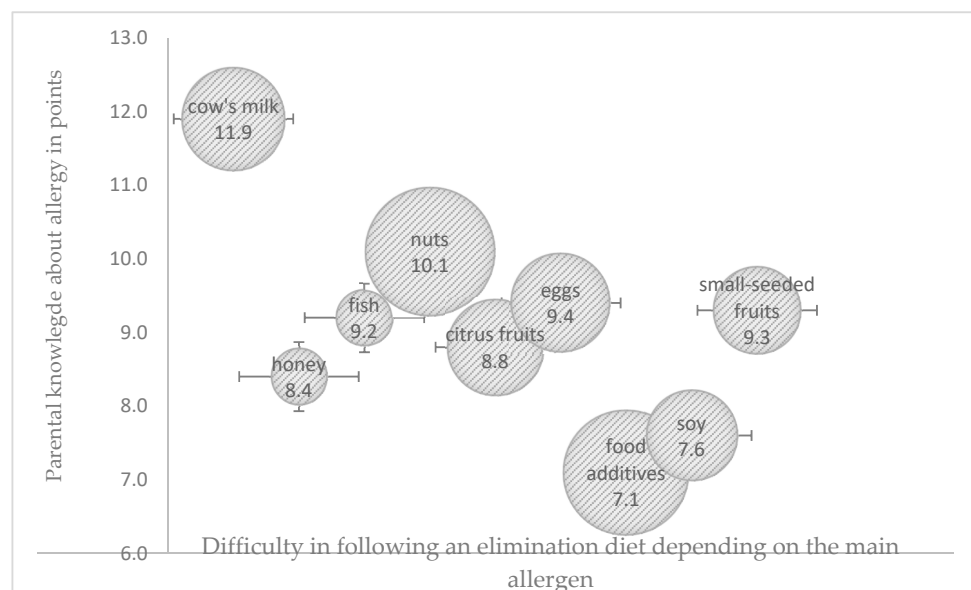 13.0
12.0
11.0
10.0
9.0
8.0
7.0
6.0
Parental knowlegde about allergy in points
cow's milk
11.9
nuts
10.1
fish
9.2
honey
8.4
citrus fruits
8.8
eggs
9.4
small-seeded
fruits
9.3
food
additives
7.1
soy
7.6
Difficulty in following an elimination diet depending on the main
allergen